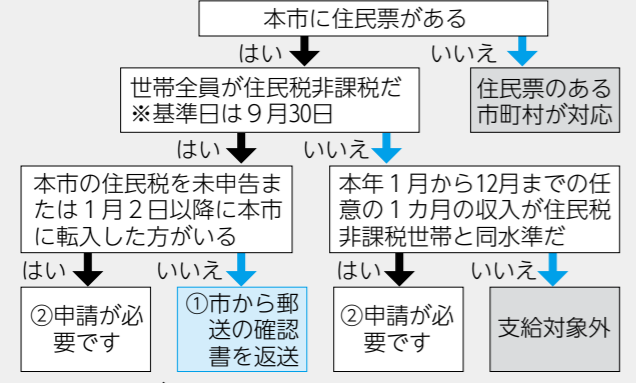 本市に住民票がある
はい
いいえ
世帯全員が住民税非課税だ
※基準日は９月30日
住民票のある
市町村が対応
はい
いいえ
本市の住民税を未申告ま
たは１月２日以降に本市
に転入した方がいる
本年１月から12月までの任
意の１カ月の収入が住民税
非課税世帯と同水準だ
はい
いいえ
はい
いいえ
②申請が必
要です
①市から郵
送の確認
書を返送
②申請が必
要です
支給対象外